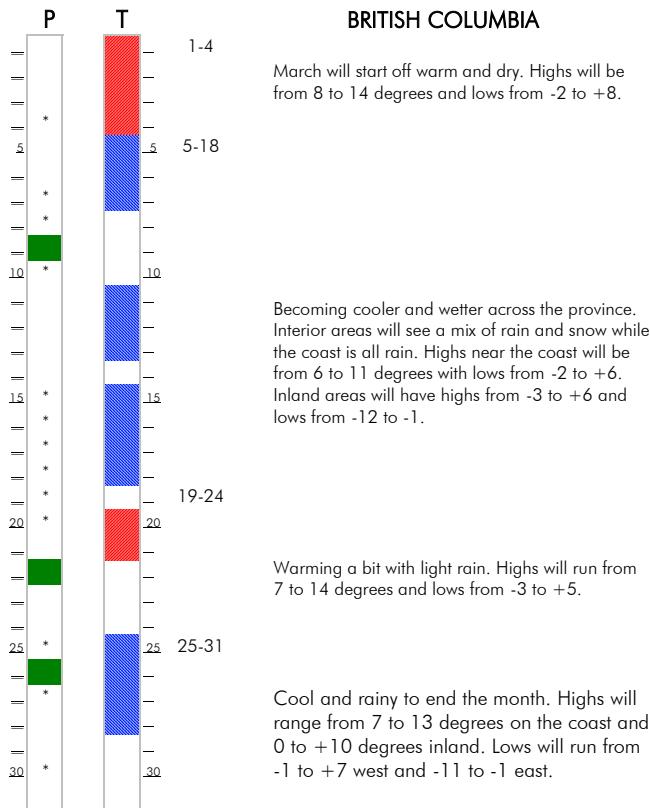 P T BRITISH COLUMBIA
1-4
March will start off warm and dry. Highs will be
from 8 to 14 degrees and lows from -2 to +8.
*
5 5 5-18
*
*
*
10 10
Becoming cooler and wetter across the province.
Interior areas will see a mix of rain and snow while
the coast is all rain. Highs near the coast will be
from 6 to 11 degrees with lows from -2 to +6.
Inland areas will have highs from -3 to +6 and
lows from -12 to -1.
*
15 15
*
*
*
*
19-24
*
20 20
Warming a bit with light rain. Highs will run from
7 to 14 degrees and lows from -3 to +5.
*
25 25 25-31
*
Cool and rainy to end the month. Highs will
range from 7 to 13 degrees on the coast and
0 to +10 degrees inland. Lows will run from
-1 to +7 west and -11 to -1 east.
*
30 30